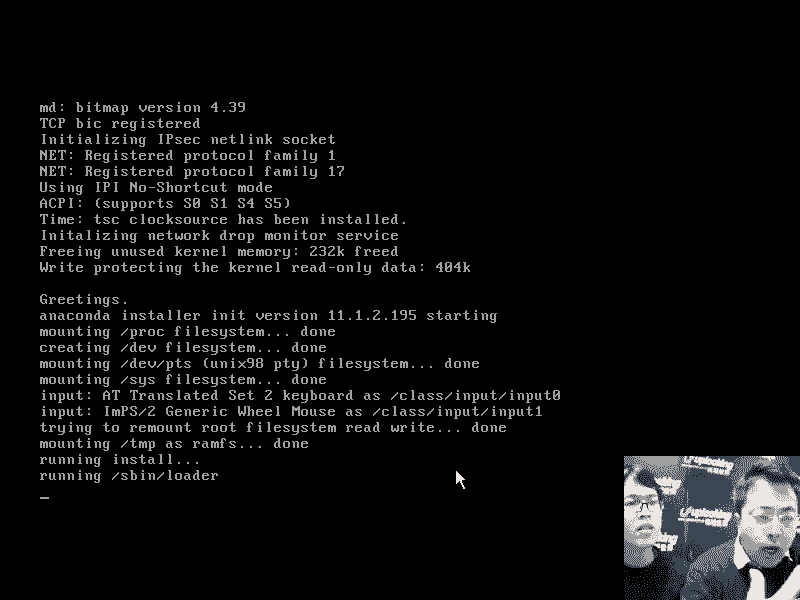 md: bitmap version 4.39
TCP bic registered
Initializing IPsec netlink socket
NET: Registered protocol family 1
NET: Registered protocol family 17
Using IPI No-Shortcut mode
ACPI: (supports S0 S1 S4 S5)
Time: tsc clocksource has been installed.
Initalizing network drop monitor service
Freeing unused kernel memory: 232k freed
Write protecting the kernel read-only data: 404k
Greetings.
anaconda installer init version 11.1.2.195 starting
mounting /proc filesystem... done
creating /dev filesystem... done
mounting /dev/pts (unix98 pty) filesystem... done
mounting /sys filesystem... done
input: AT Translated Set 2 keyboard as /class/input/input0
input: ImPS/2 Generic Wheel Mouse as /class/input/input1
trying to remount root filesystem read write... done
mounting /tmp as ramfs... done
running install...
running /sbin/loader